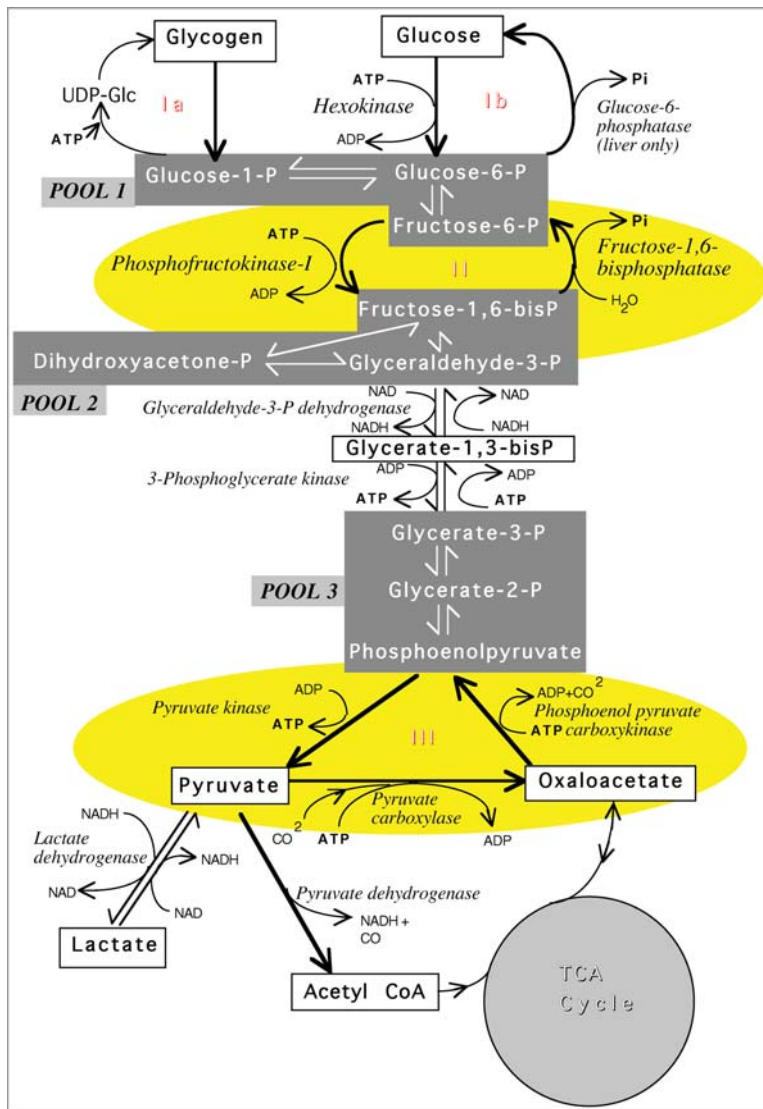 Glycogen
Glucose
UDP-Glc
Ia
ATP
ATP
Hexokinase
ADP
Ib
Pi
Glucose-6-
phosphatase
(liver only)
POOL 1
Glucose-1-P
Glucose-6-P
Fructose-6-P
ATP
Phosphofructokinase-I
ADP
II
Pi
Fructose-1,6-
bisphosphatase
H2O
Fructose-1,6-bisP
Dihydroxyacetone-P
Glyceraldehyde-3-P
POOL 2
NAD
Glyceraldehyde-3-P dehydrogenase
NADH
NAD
NADH
Glycerate-1,3-bisP
ADP
3-Phosphoglycerate kinase
ATP
ADP
ATP
Glycerate-3-P
POOL 3
Glycerate-2-P
Phosphoenolpyruvate
ADP
Pyruvate kinase
ATP
III
ADP+CO2
Phosphoenol pyruvate
ATP carboxykinase
Pyruvate
Oxaloacetate
CO2
ATP
Pyruvate
carboxylase
ADP
NADH
Lactate
dehydrogenase
NAD
NADH
NAD
Lactate
Pyruvate dehydrogenase
NADH +
CO
Acetyl CoA
TCA
Cycle